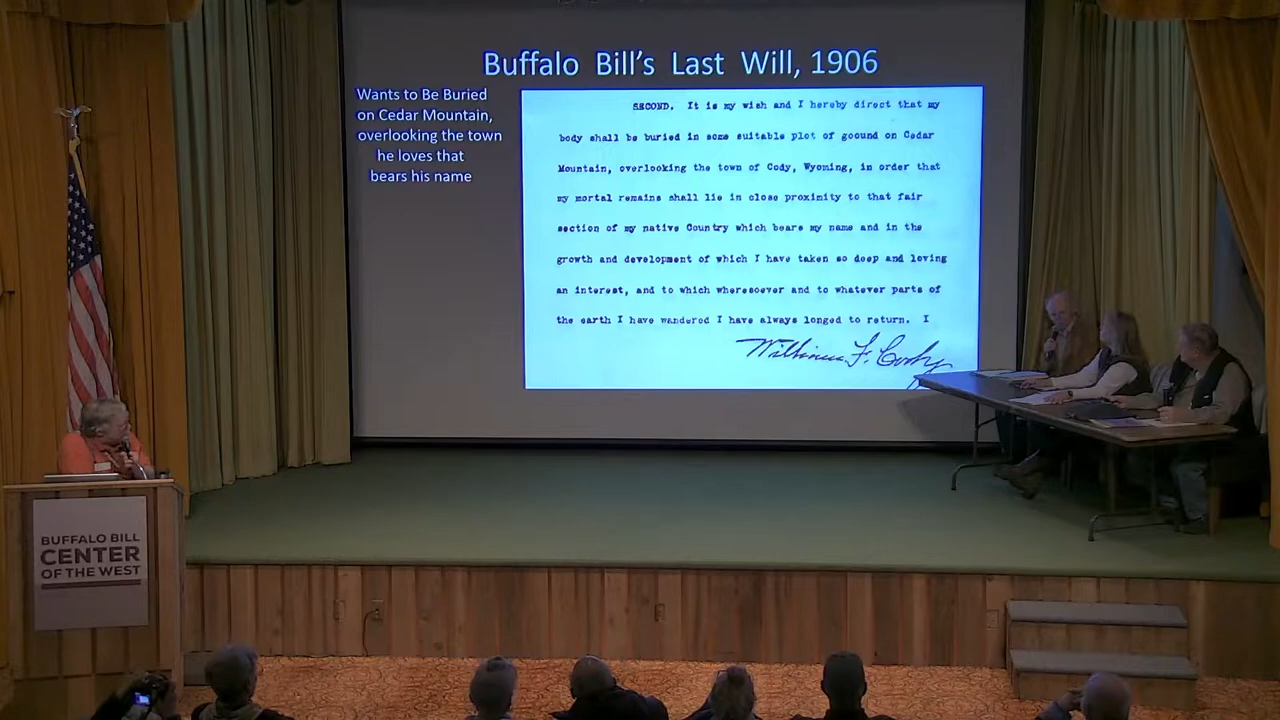 Buffalo Bill's Last Will, 1906
Wants to Be Buried
on Cedar Mountain,
overlooking the town
he loves that
bears his name
SECOND. It is my wish and I hereby direct that my
body shall be buried in some suitable plot of goound on Cedar
Mountain, overlooking the town of Cody, Wyoming, in order that
my mortal remains shall lie in close proximity to that fair
section of my native Country which bears my name and in the
growth and development of which I have taken so deep and loving
an interest, and to which wheresoever and to whatever parts of
the earth I have wandered I have always longed to return. I
William F. Cody
BUFFALO BILL
CENTER
OF THE WEST